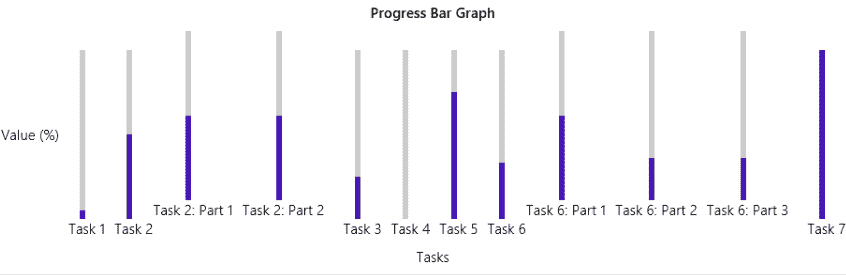 Progress Bar Graph
Value (%)
Task 2: Part 1 Task 2: Part 2 Task 6: Part 1 Task 6: Part 2 Task 6: Part 3
Task 1 Task 2 Task 3 Task 4 Task 5 Task 6 Task 7
Tasks